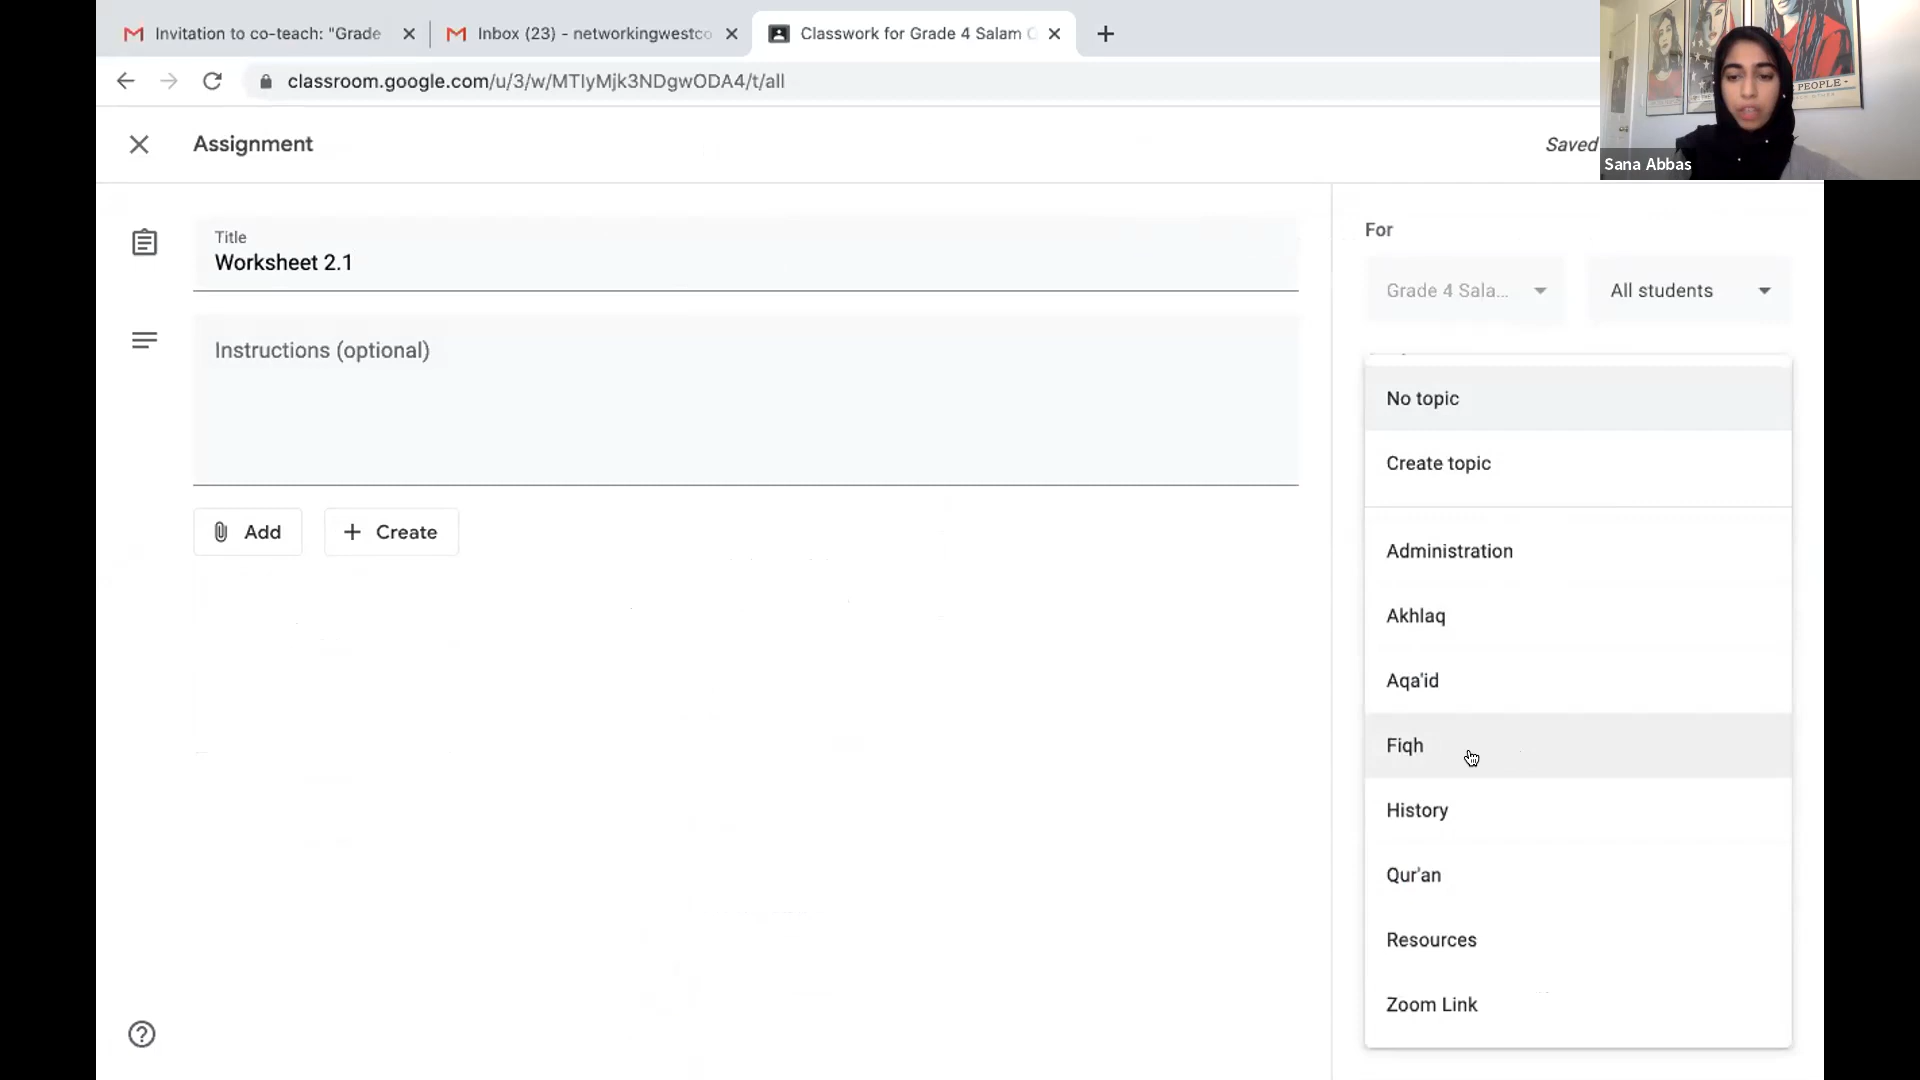 Invitation to co-teach: "Grade
Inbox (23) - networkingwestco
Classwork for Grade 4 Salam C
classroom.google.com/u/3/w/MTIyMjk3NDgwODA4/t/all
PEOPLE
Sana Abbas
Assignment
Saved
Title
Worksheet 2.1
Instructions (optional)
Add
Create
For
Grade 4 Sala...
All students
No topic
Create topic
Administration
Akhlaq
Aqa'id
Fiqh
History
Qur'an
Resources
Zoom Link